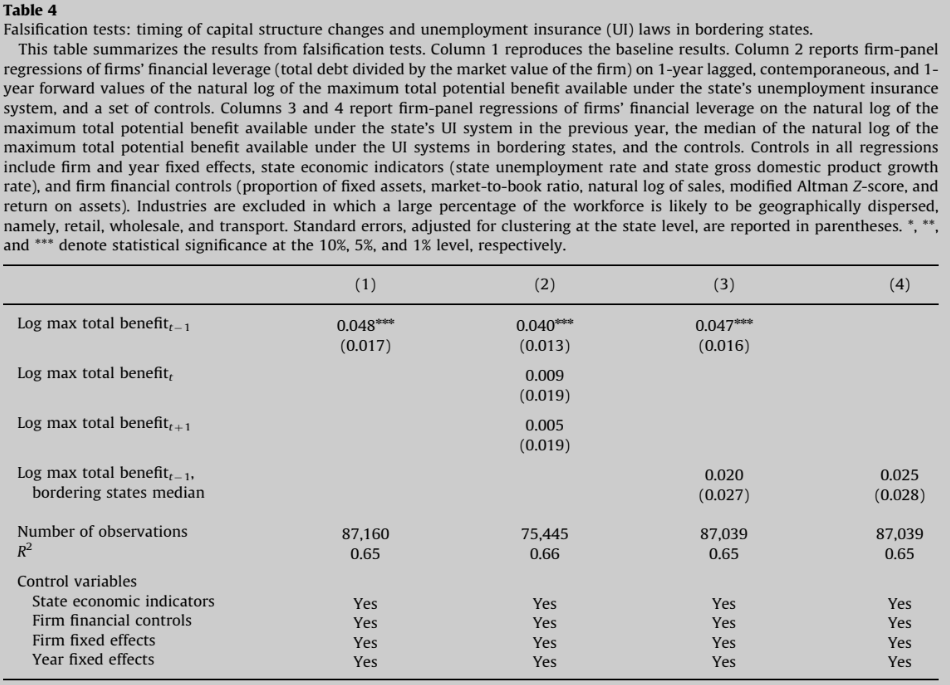 Table 4
Falsification tests: timing of capital structure changes and unemployment insurance (UI) laws in bordering states.
This table summarizes the results from falsification tests. Column 1 reproduces the baseline results. Column 2 reports firm-panel
regressions of firms' financial leverage (total debt divided by the market value of the firm) on 1-year lagged, contemporaneous, and 1-
year forward values of the natural log of the maximum total potential benefit available under the state's unemployment insurance
system, and a set of controls. Columns 3 and 4 report firm-panel regressions of firms' financial leverage on the natural log of the
maximum total potential benefit available under the state's UI system in the previous year, the median of the natural log of the
maximum total potential benefit available under the UI systems in bordering states, and the controls. Controls in all regressions
include firm and year fixed effects, state economic indicators (state unemployment rate and state gross domestic product growth
rate), and firm financial controls (proportion of fixed assets, market-to-book ratio, natural log of sales, modified Altman Z-score, and
return on assets). Industries are excluded in which a large percentage of the workforce is likely to be geographically dispersed,
namely, retail, wholesale, and transport. Standard errors, adjusted for clustering at the state level, are reported in parentheses. *, **,
and *** denote statistical significance at the 10%, 5%, and 1% level, respectively.
(1) (2) (3) (4)
Log max total benefit t−1 0.048*** 0.040*** 0.047***
(0.017) (0.013) (0.016)
Log max total benefit t 0.009
(0.019)
Log max total benefit t+1 0.005
(0.019)
Log max total benefit t−1, 0.020 0.025
bordering states median (0.027) (0.028)
Number of observations 87,160 75,445 87,039 87,039
R² 0.65 0.66 0.65 0.65
Control variables
State economic indicators Yes Yes Yes Yes
Firm financial controls Yes Yes Yes Yes
Firm fixed effects Yes Yes Yes Yes
Year fixed effects Yes Yes Yes Yes